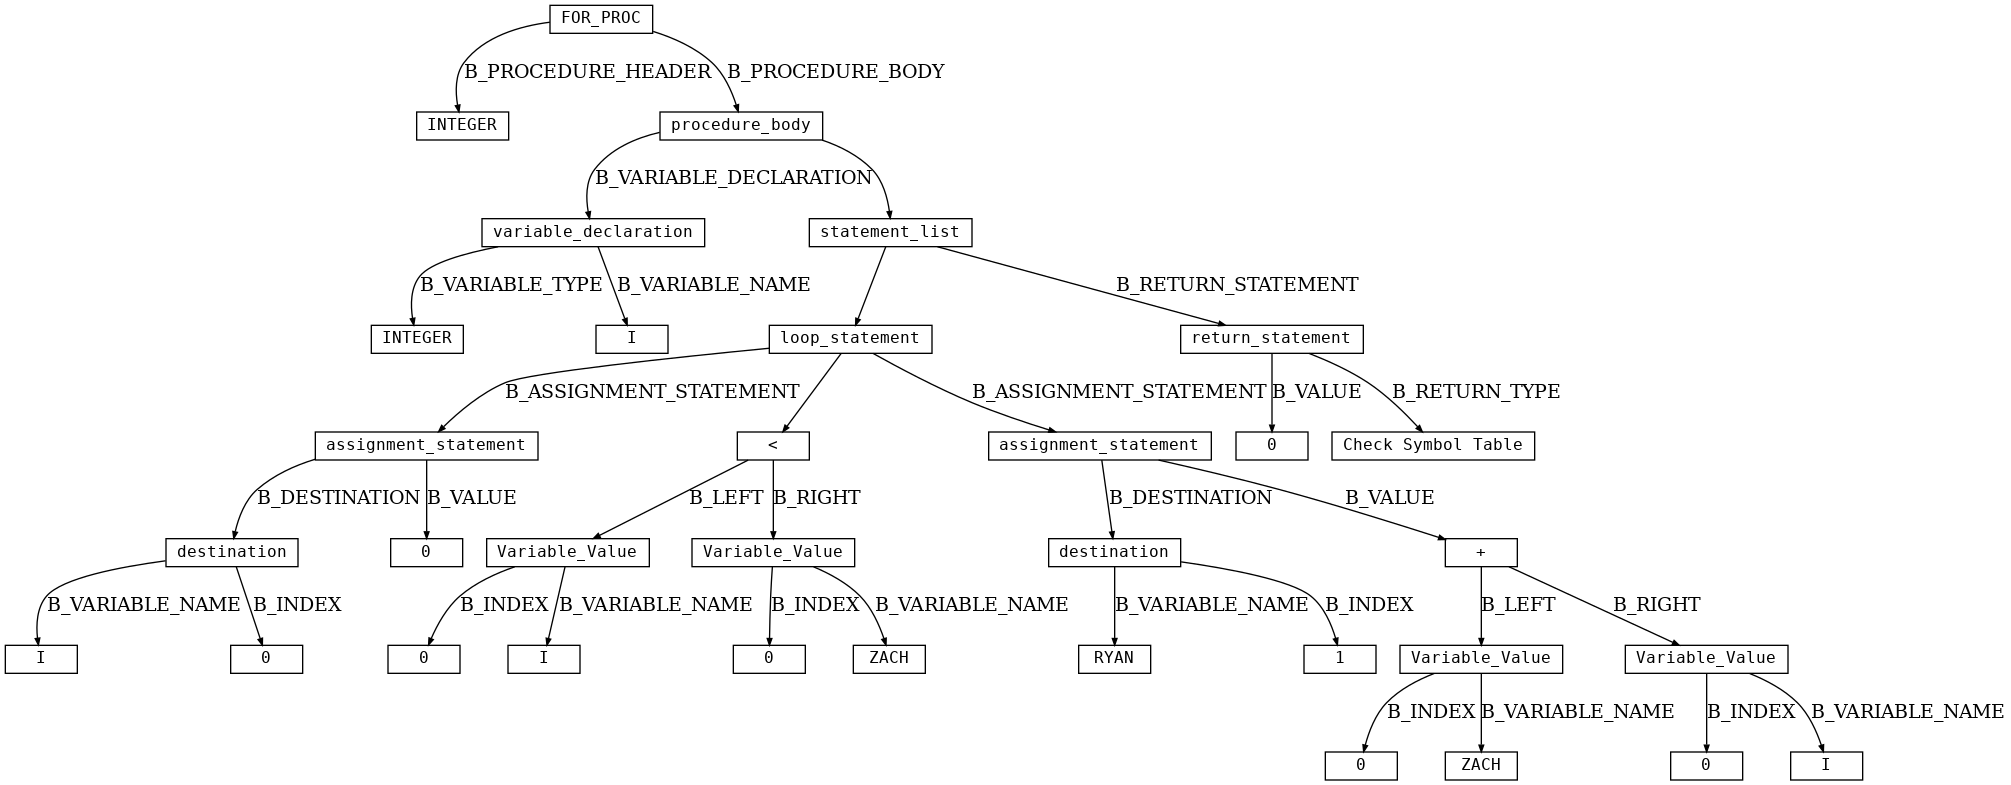 FOR_PROC
B_PROCEDURE_HEADER B_PROCEDURE_BODY
INTEGER procedure_body
B_VARIABLE_DECLARATION
variable_declaration statement_list
B_VARIABLE_TYPE B_VARIABLE_NAME B_RETURN_STATEMENT
INTEGER I loop_statement return_statement
B_ASSIGNMENT_STATEMENT B_ASSIGNMENT_STATEMENT B_VALUE B_RETURN_TYPE
assignment_statement < assignment_statement 0 Check Symbol Table
B_DESTINATION B_VALUE B_LEFT B_RIGHT B_DESTINATION B_VALUE
destination 0 Variable_Value Variable_Value destination +
B_VARIABLE_NAME B_INDEX B_INDEX B_VARIABLE_NAME B_INDEX B_VARIABLE_NAME B_VARIABLE_NAME B_INDEX B_LEFT B_RIGHT
I 0 0 I 0 ZACH RYAN 1 Variable_Value Variable_Value
B_INDEX B_VARIABLE_NAME B_INDEX B_VARIABLE_NAME
0 ZACH 0 I